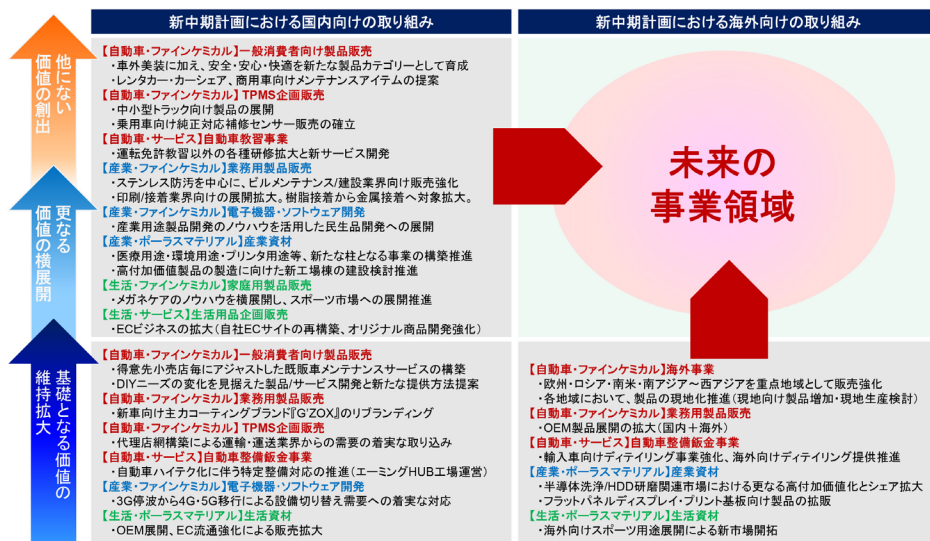 新中期計画における国内向けの取り組み
新中期計画における海外向けの取り組み
他にない
価値の創出
更なる
価値の横展開
基礎となる価値の
維持拡大
【自動車・ファインケミカル】一般消費者向け製品販売
・車外美装に加え、安全・安心・快適を新たな製品カテゴリーとして育成
・レンタカー・カーシェア、商用車向けメンテナンスアイテムの提案
【自動車・ファインケミカル】TPMS企画販売
・中小型トラック向け製品の展開
・乗用車向け純正対応補修センサー販売の確立
【自動車・サービス】自動車教習事業
・運転免許教習以外の各種研修拡大と新サービス開発
【産業・ファインケミカル】業務用製品販売
・ステンレス防汚を中心に、ビルメンテナンス/建設業界向け販売強化
・印刷/接着業界向けの展開拡大。樹脂接着から金属接着へ対象拡大。
【産業・ファインケミカル】電子機器・ソフトウェア開発
・産業用途製品開発のノウハウを活用した民生品開発への展開
【産業・ポーラスマテリアル】産業資材
・医療用途・環境用途・プリンタ用途等、新たな柱となる事業の構築推進
・高付加価値製品の製造に向けた新工場棟の建設検討推進
【生活・ファインケミカル】家庭用製品販売
・メガネケアのノウハウを横展開し、スポーツ市場への展開推進
【生活・サービス】生活用品企画販売
・ECビジネスの拡大(自社ECサイトの再構築、オリジナル商品開発強化)
未来の
事業領域
【自動車・ファインケミカル】一般消費者向け製品販売
・得意先小売店毎にアジャストした既販車メンテナンスサービスの構築
・DIYニーズの変化を見据えた製品/サービス開発と新たな提供方法提案
【自動車・ファインケミカル】業務用製品販売
・新車向け主力コーティングブランド『G'ZOX』のリブランディング
【自動車・ファインケミカル】TPMS企画販売
・代理店網構築による運輸・運送業界からの需要の着実な取り込み
【自動車・サービス】自動車整備鈑金事業
・自動車ハイテク化に伴う特定整備対応の推進(エーミングHUB工場運営)
【産業・ファインケミカル】電子機器・ソフトウェア開発
・3G停波から4G・5G移行による設備切り替え需要への着実な対応
【生活・ポーラスマテリアル】生活資材
・OEM展開、EC流通強化による販売拡大
【自動車・ファインケミカル】海外事業
・欧州・ロシア・南米・南アジア~西アジアを重点地域として販売強化
・各地域において、製品の現地化推進(現地向け製品増加・現地生産検討)
【自動車・ファインケミカル】業務用製品販売
・OEM製品展開の拡大(国内+海外)
【自動車・サービス】自動車整備鈑金事業
・輸入車向けディテイリング事業強化、海外向けディテイリング提供推進
【産業・ポーラスマテリアル】産業資材
・半導体洗浄/HDD研磨関連市場における更なる高付加価値化とシェア拡大
・フラットパネルディスプレイ・プリント基板向け製品の拡販
【生活・ポーラスマテリアル】生活資材
・海外向けスポーツ用途展開による新市場開拓